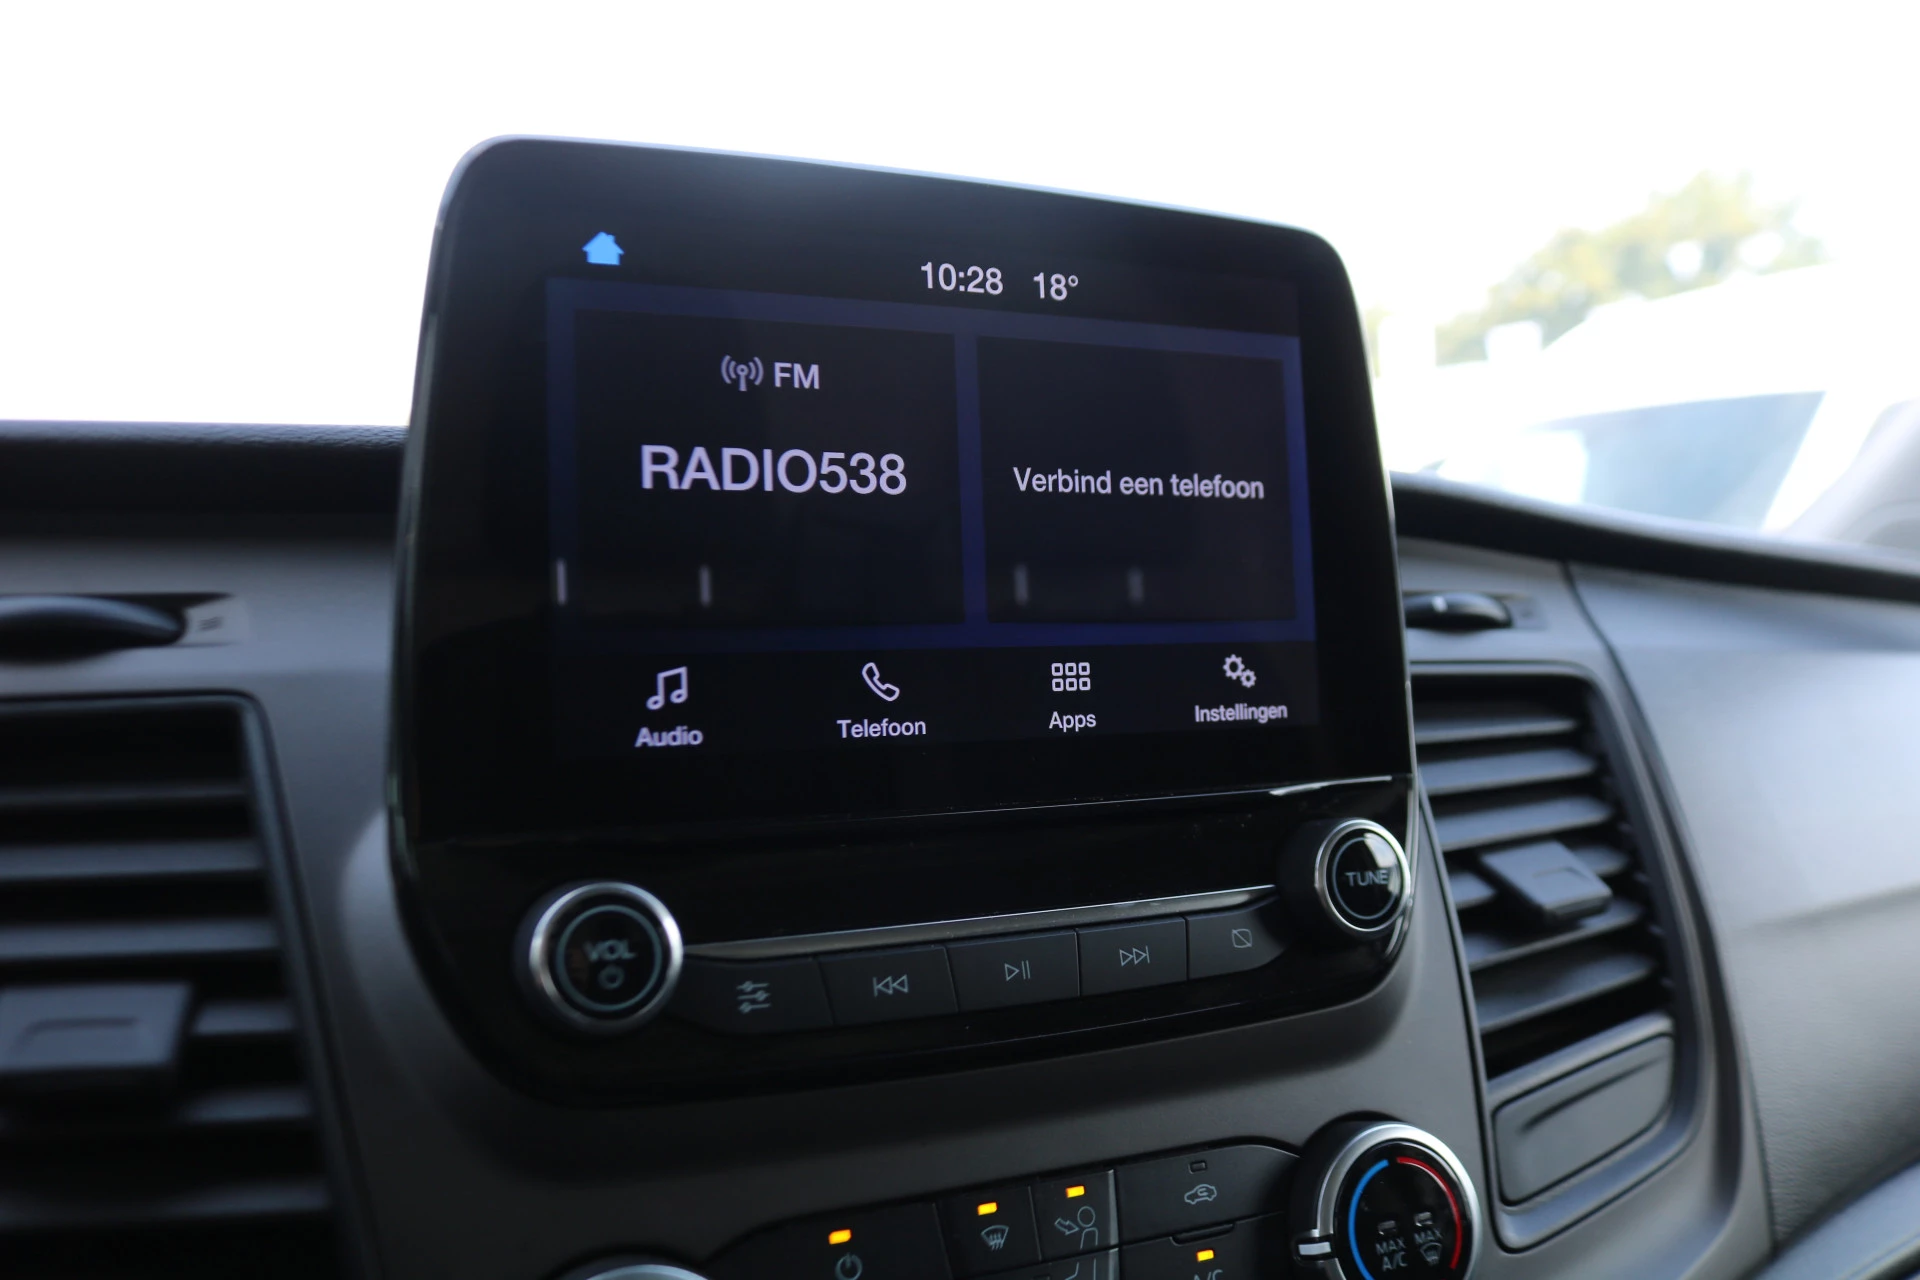 10:28 18°
FM
RADIO538
Verbind een telefoon
Audio
Telefoon
Apps
Instellingen
TUNE
VOL
MAX
A/C
MAX
A/C